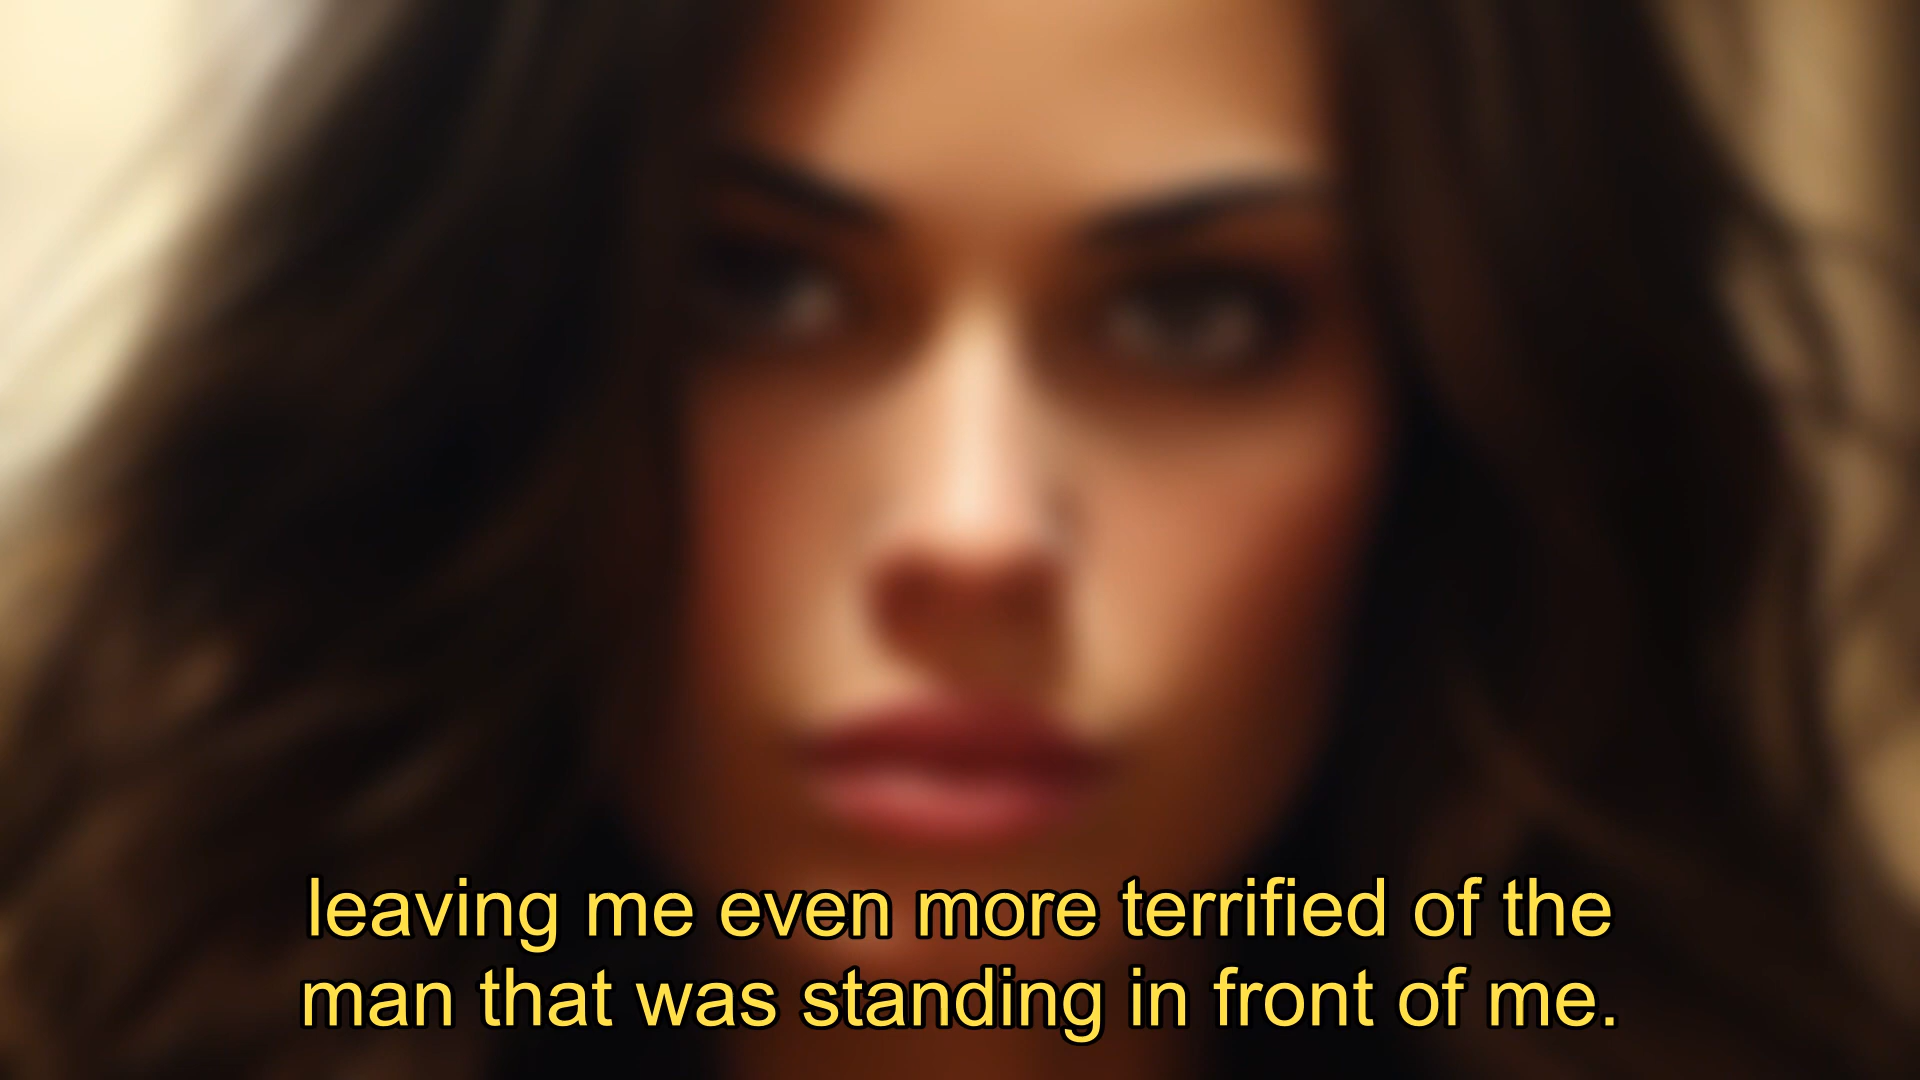 leaving me even more terrified of the
man that was standing in front of me.